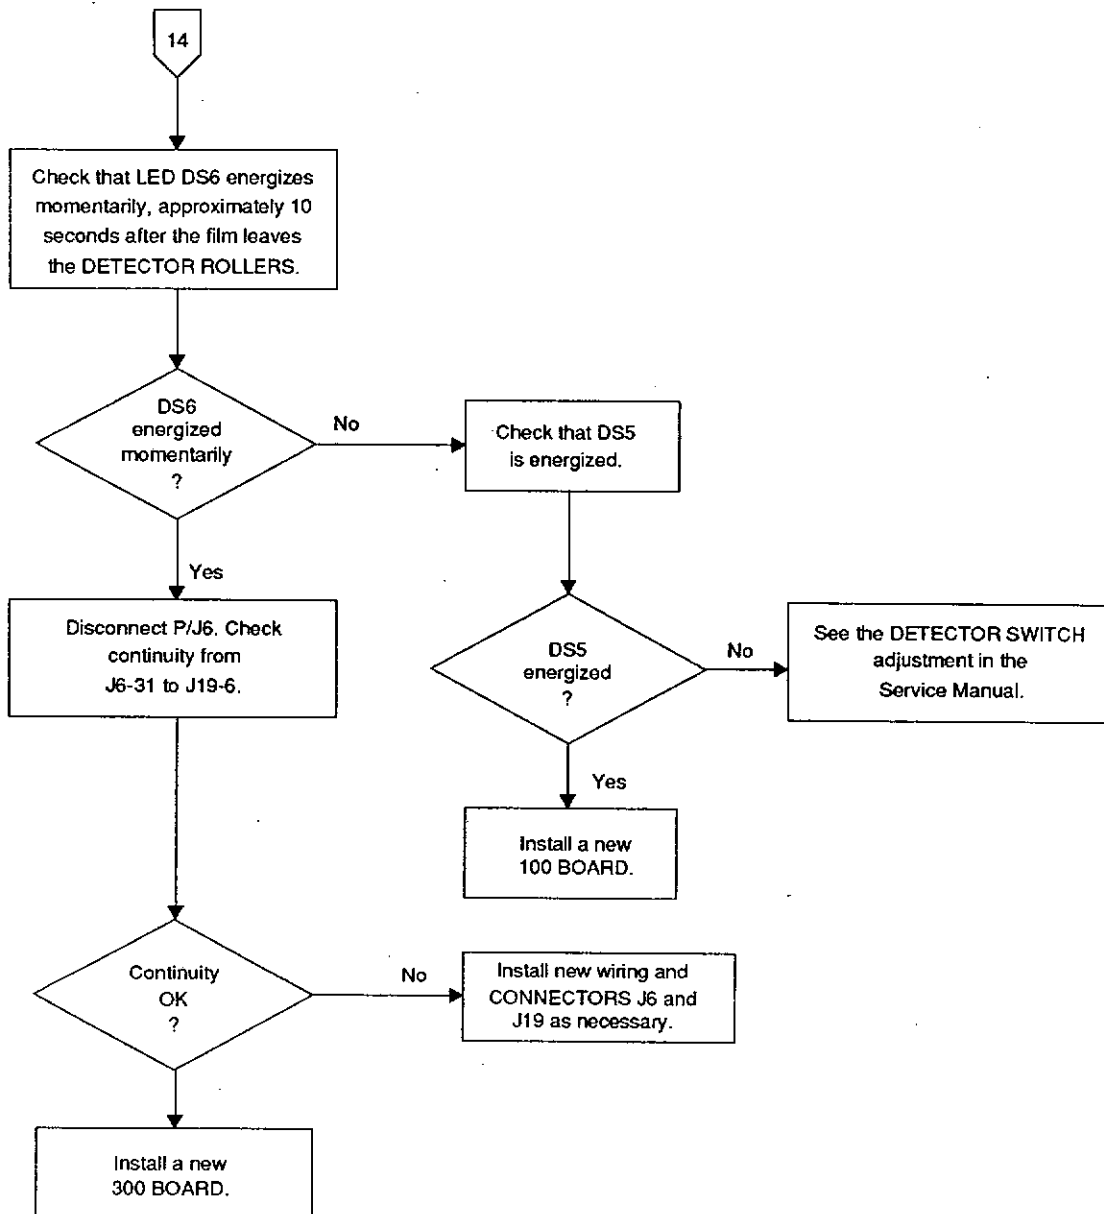 14
Check that LED DS6 energizes
momentarily, approximately 10
seconds after the film leaves
the DETECTOR ROLLERS.
DS6
energized
momentarily
?
No
Check that DS5
is energized.
Yes
Disconnect P/J6. Check
continuity from
J6-31 to J19-6.
DS5
energized
?
No
See the DETECTOR SWITCH
adjustment in the
Service Manual.
Yes
Install a new
100 BOARD.
Continuity
OK
?
No
Install new wiring and
CONNECTORS J6 and
J19 as necessary.
Install a new
300 BOARD.